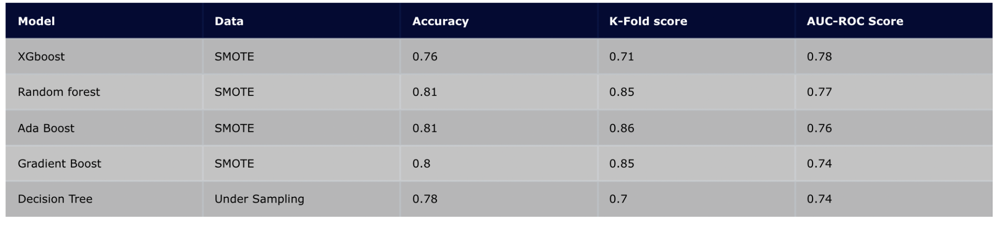 Model Data Accuracy K-Fold score AUC-ROC Score
XGboost SMOTE 0.76 0.71 0.78
Random forest SMOTE 0.81 0.85 0.77
Ada Boost SMOTE 0.81 0.86 0.76
Gradient Boost SMOTE 0.8 0.85 0.74
Decision Tree Under Sampling 0.78 0.7 0.74